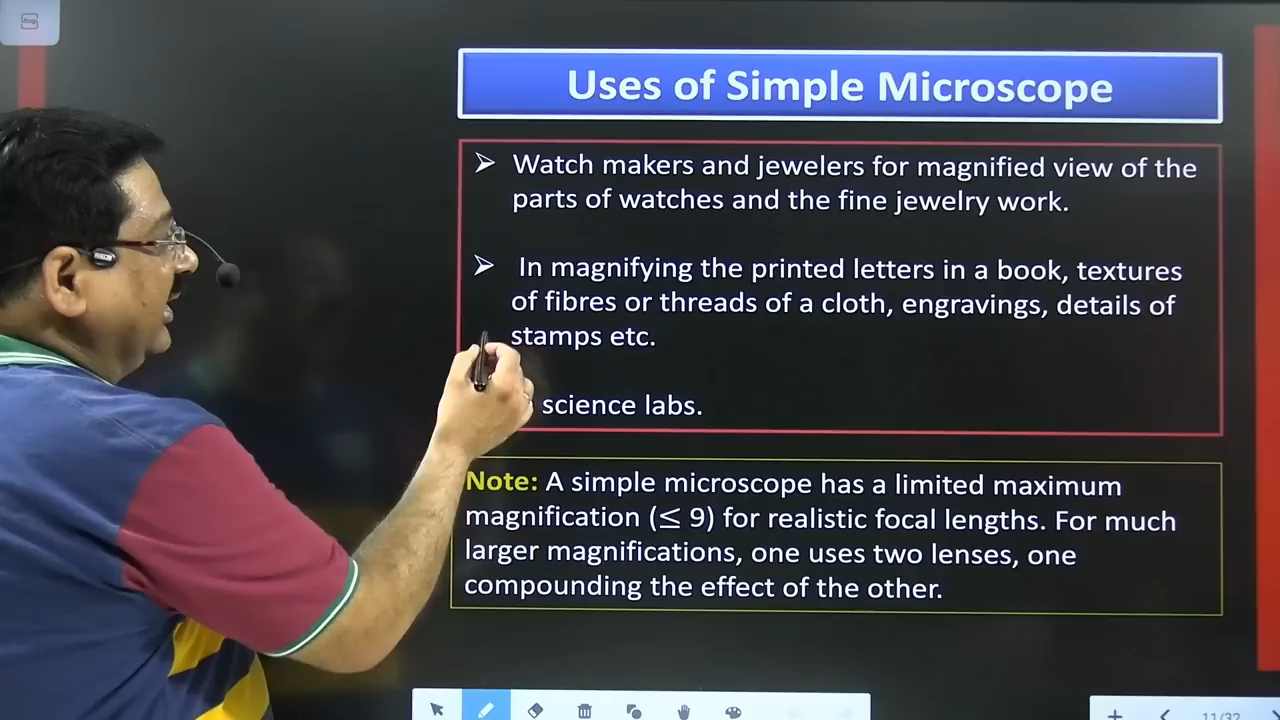 Uses of Simple Microscope
➢ Watch makers and jewelers for magnified view of the
parts of watches and the fine jewelry work.
➢ In magnifying the printed letters in a book, textures
of fibres or threads of a cloth, engravings, details of
stamps etc.
science labs.
Note: A simple microscope has a limited maximum
magnification (≤ 9) for realistic focal lengths. For much
larger magnifications, one uses two lenses, one
compounding the effect of the other.
11/32